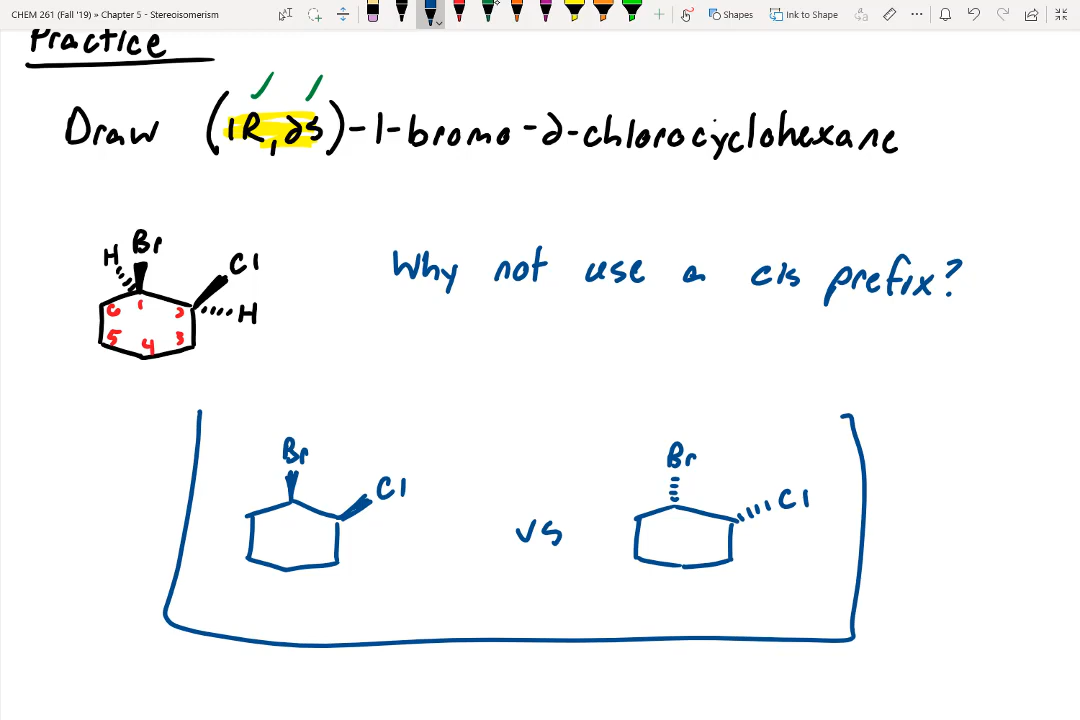 CHEM 261 (Fall '19) » Chapter 5 - Stereoisomerism
Shapes
Ink to Shape
Practice
Draw (1R,2S)-1-bromo-2-chlorocyclohexane
H Br Cl
H
6 1 2
5 4 3
Why not use a cis prefix?
Br Cl
vs
Br Cl